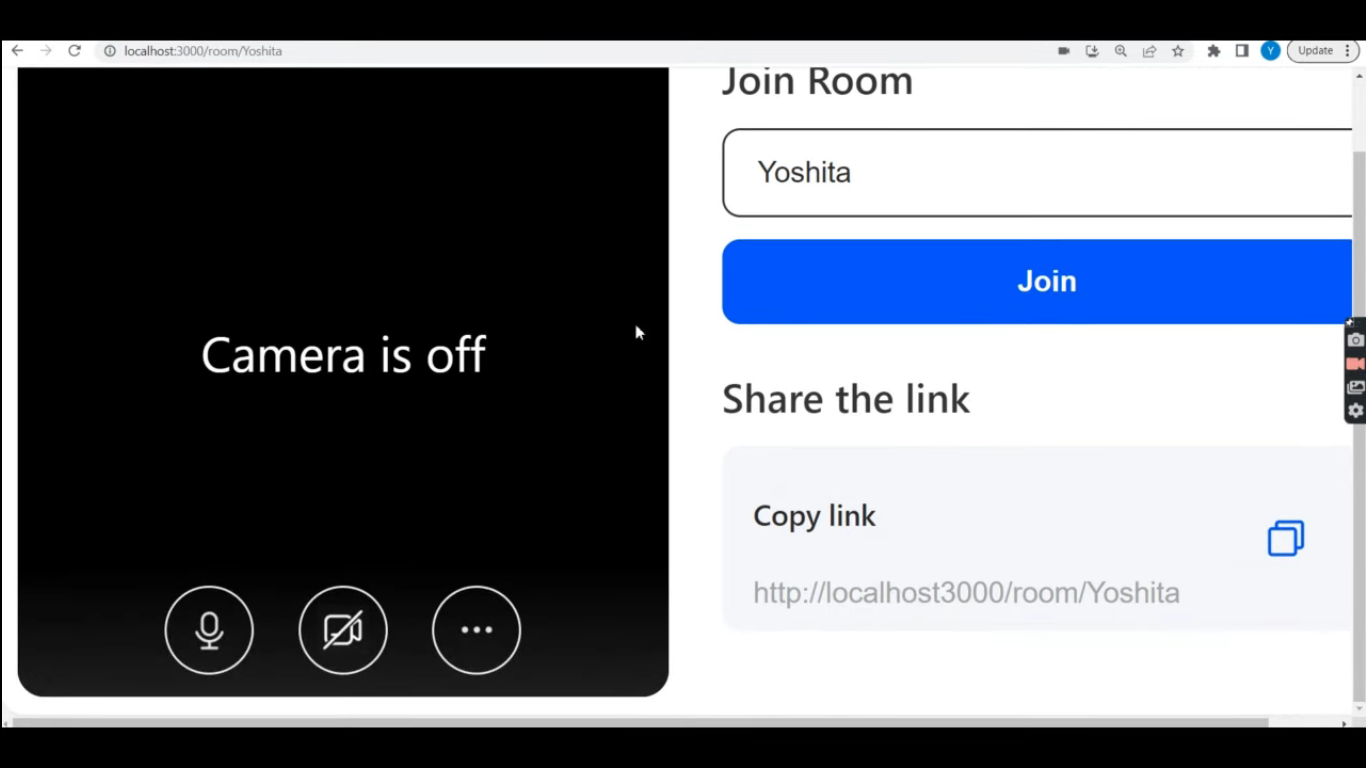 localhost:3000/room/Yoshita
Y
Update
Join Room
Yoshita
Join
Camera is off
Share the link
Copy link
http://localhost3000/room/Yoshita